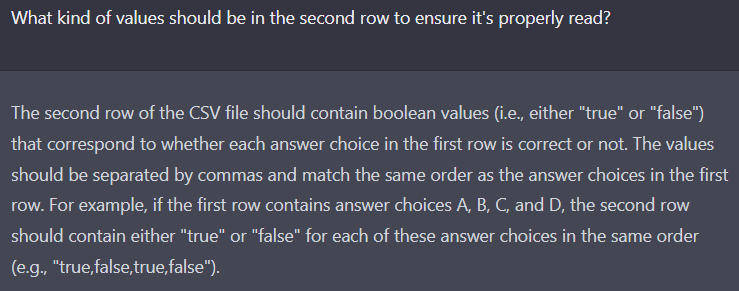 What kind of values should be in the second row to ensure it's properly read?
The second row of the CSV file should contain boolean values (i.e., either "true" or "false")
that correspond to whether each answer choice in the first row is correct or not. The values
should be separated by commas and match the same order as the answer choices in the first
row. For example, if the first row contains answer choices A, B, C, and D, the second row
should contain either "true" or "false" for each of these answer choices in the same order
(e.g., "true,false,true,false").